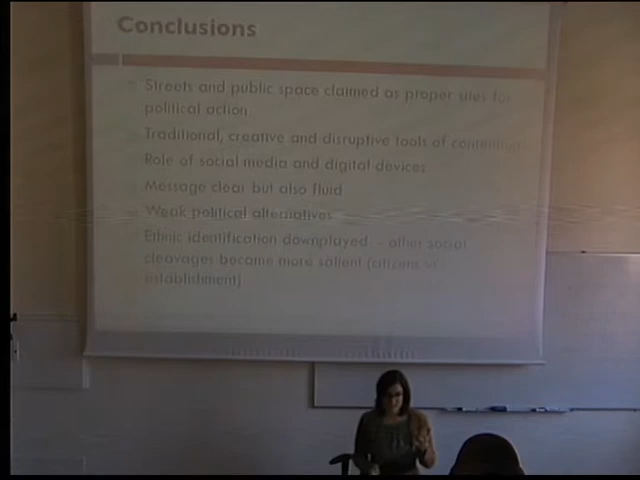 Conclusions
Streets and public space claimed as proper sites for
political action
Traditional, creative and disruptive tools of contention
Role of social media and digital devices
Message clear but also fluid
Weak political alternatives
Ethnic identification downplayed - other social
cleavages became more salient (citizens vs
establishment)